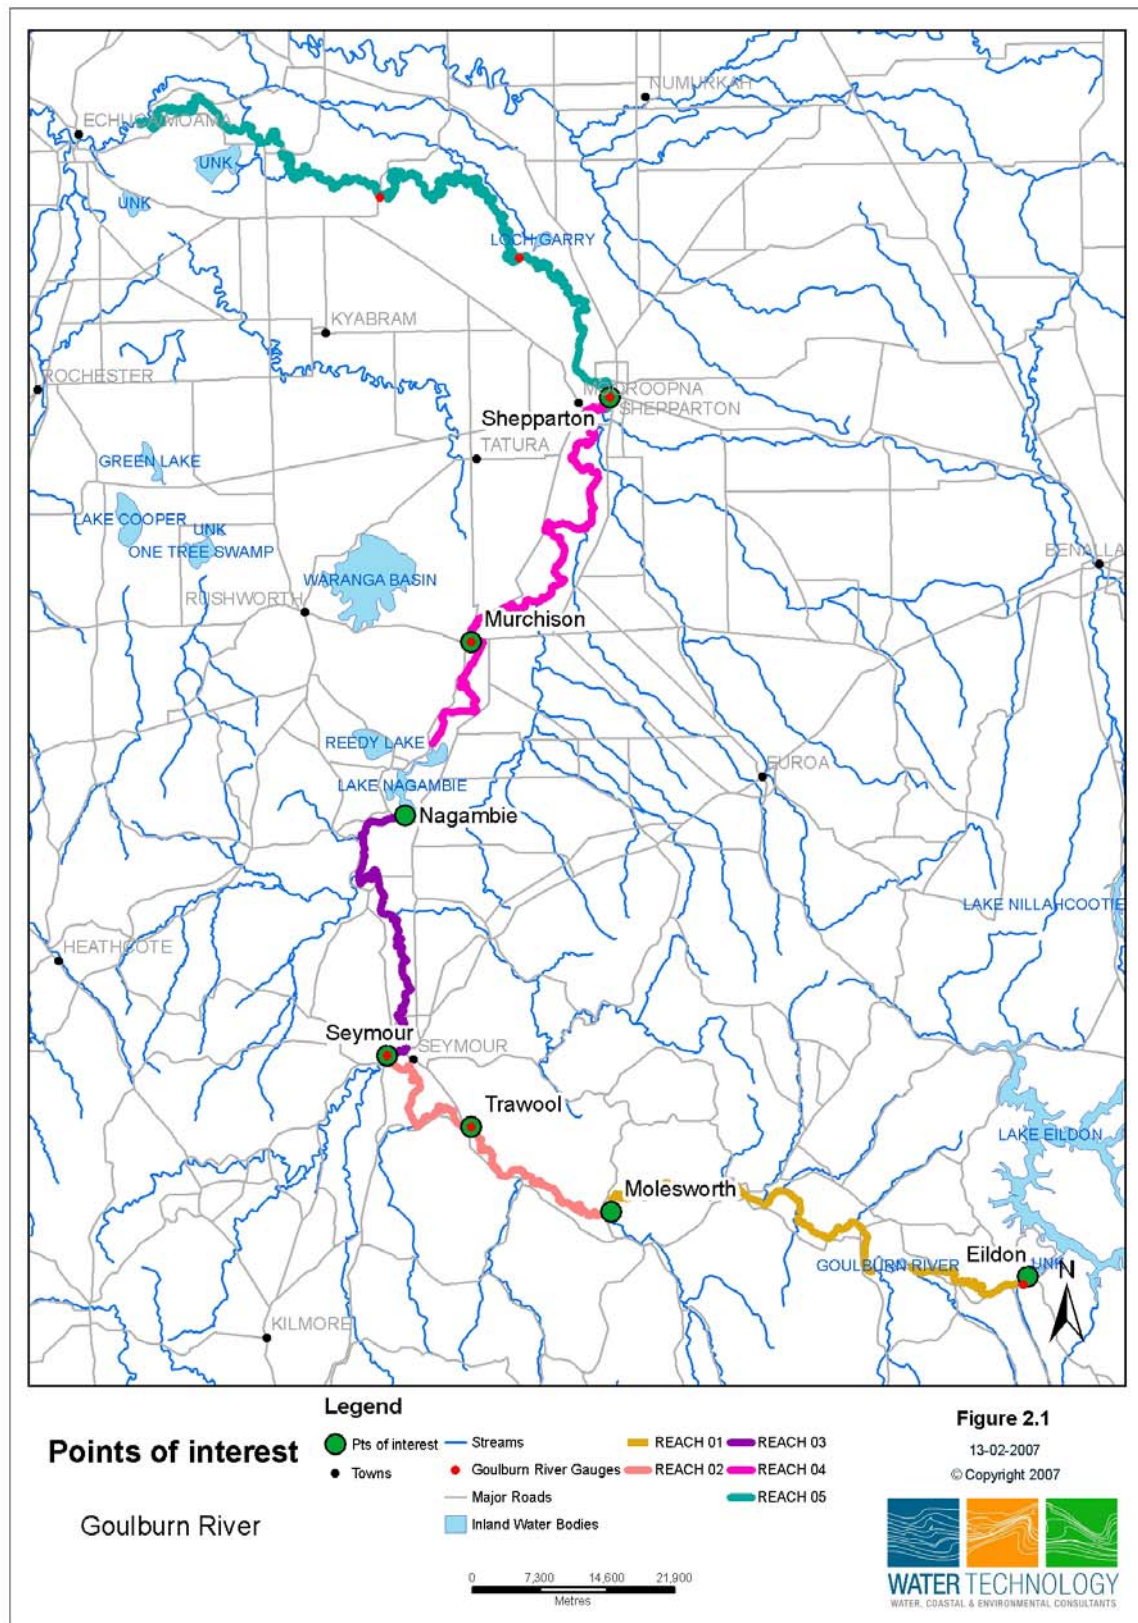 NUMURKAH
ECHUCA/MOAMA
UNK
UNK
LOCH GARRY
KYABRAM
ROCHESTER
MOOROOPNA
Shepparton
SHEPPARTON
TATURA
GREEN LAKE
LAKE COOPER
UNK
ONE TREE SWAMP
BENALLA
WARANGA BASIN
RUSHWORTH
Murchison
REEDY LAKE
EUROA
LAKE NAGAMBIE
Nagambie
LAKE NILLAHCOOTIE
HEATHCOTE
Seymour
SEYMOUR
Trawool
LAKE EILDON
Molesworth
Eildon
GOULBURN RIVER
UNK
N
KILMORE
Legend
Points of interest
Goulburn River
Pts of interest
Towns
Streams
Goulburn River Gauges
Major Roads
Inland Water Bodies
REACH 01
REACH 02
REACH 03
REACH 04
REACH 05
0 7,300 14,600 21,900
Metres
Figure 2.1
13-02-2007
© Copyright 2007
WATER TECHNOLOGY
WATER, COASTAL & ENVIRONMENTAL CONSULTANTS